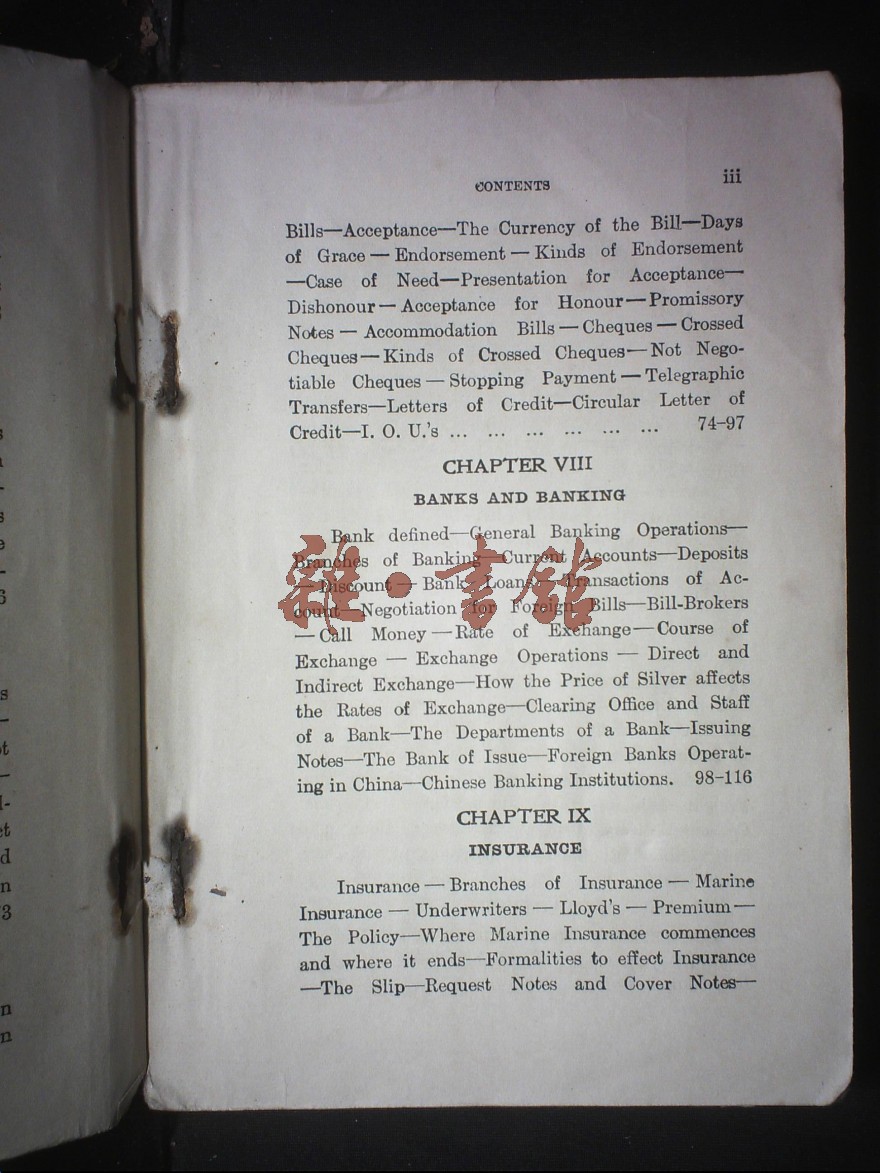 CONTENTS
iii
Bills—Acceptance—The Currency of the Bill—Days
of Grace — Endorsement — Kinds of Endorsement
—Case of Need—Presentation for Acceptance—
Dishonour — Acceptance for Honour — Promissory
Notes — Accommodation Bills — Cheques — Crossed
Cheques — Kinds of Crossed Cheques — Not Nego-
tiable Cheques — Stopping Payment — Telegraphic
Transfers—Letters of Credit—Circular Letter of
Credit—I. O. U.'s ... ... ... ... ... ... 74–97
CHAPTER VIII
BANKS AND BANKING
Bank defined—General Banking Operations—
Branches of Banking—Current Accounts—Deposits
— Discount — Bank Loans — Transactions of Ac-
count—Negotiation for Foreign Bills—Bill-Brokers
— Call Money — Rate of Exchange — Course of
Exchange — Exchange Operations — Direct and
Indirect Exchange—How the Price of Silver affects
the Rates of Exchange—Clearing Office and Staff
of a Bank—The Departments of a Bank—Issuing
Notes—The Bank of Issue—Foreign Banks Operat-
ing in China—Chinese Banking Institutions. 98–116
雜·書館
CHAPTER IX
INSURANCE
Insurance — Branches of Insurance — Marine
Insurance — Underwriters — Lloyd's — Premium —
The Policy—Where Marine Insurance commences
and where it ends—Formalities to effect Insurance
—The Slip—Request Notes and Cover Notes—